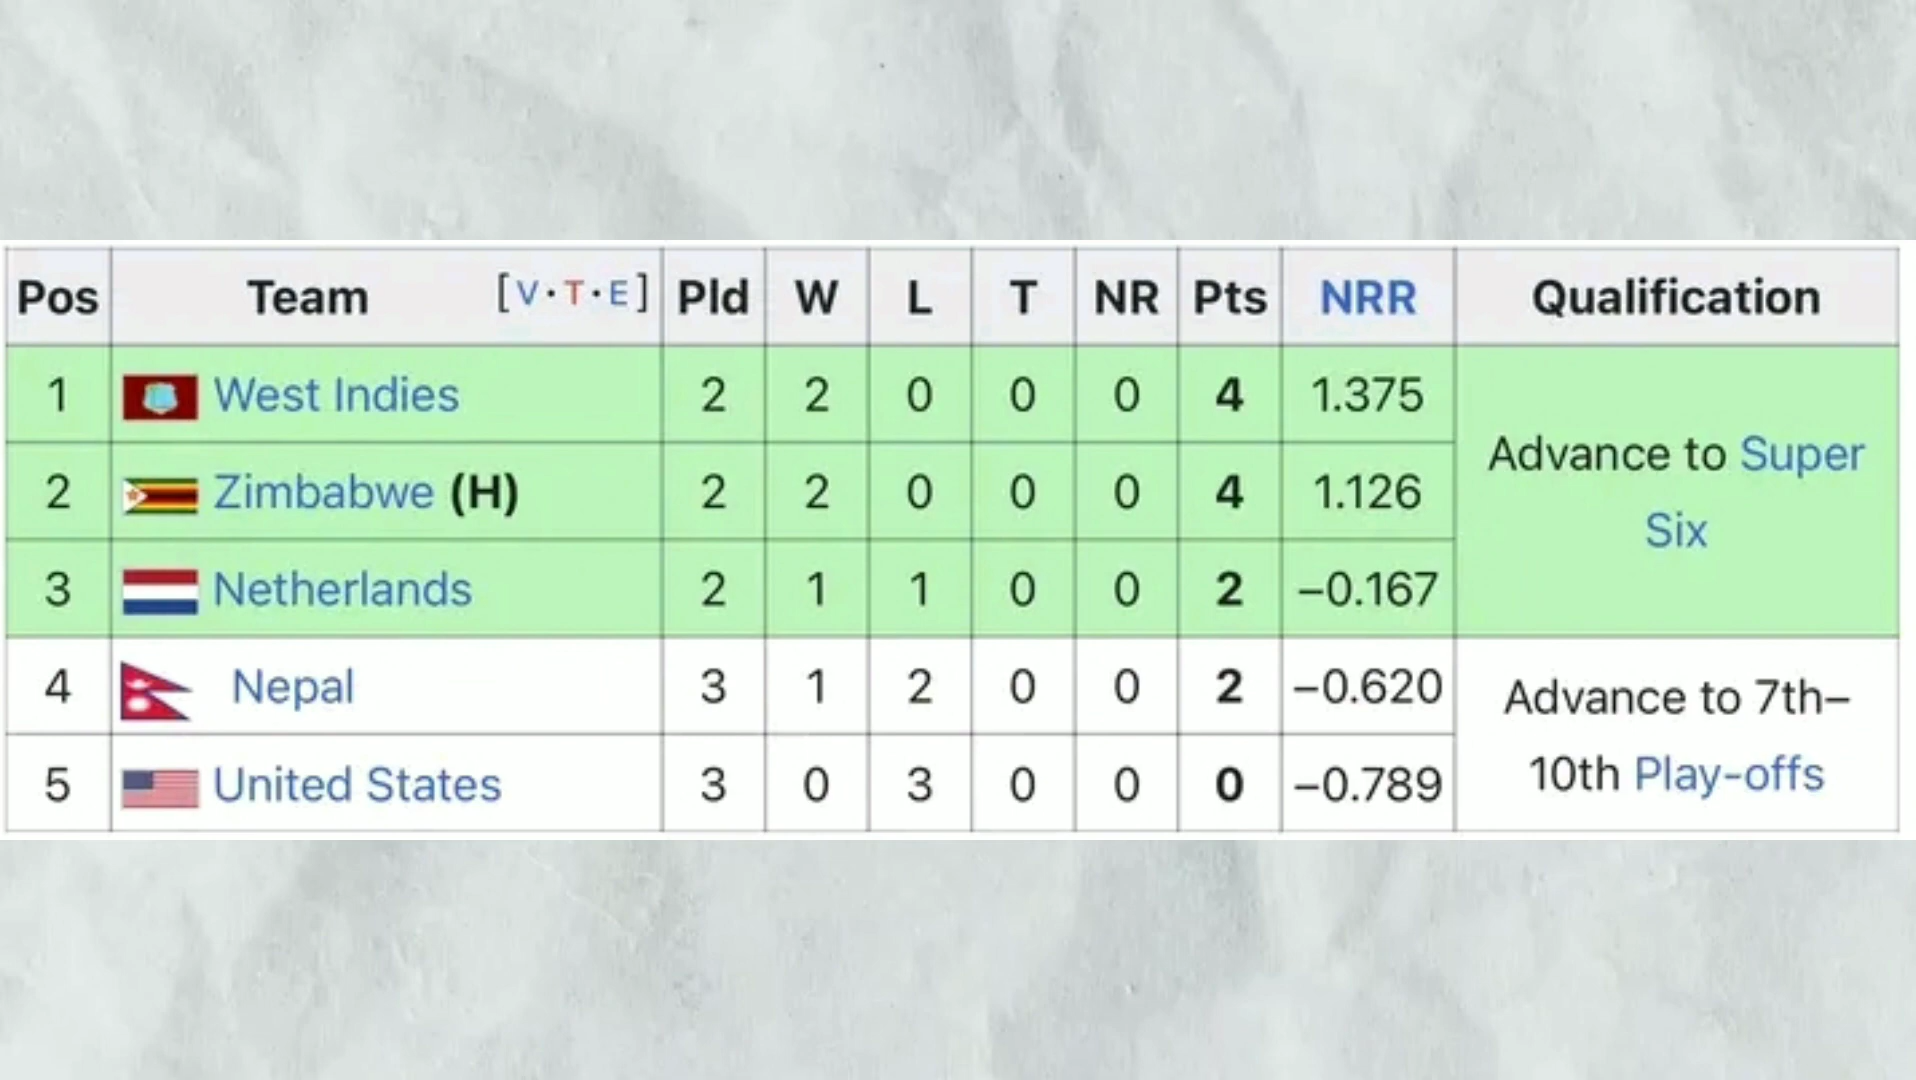 Pos Team [V·T·E] Pld W L T NR Pts NRR Qualification
1 West Indies 2 2 0 0 0 4 1.375 Advance to Super
2 Zimbabwe (H) 2 2 0 0 0 4 1.126 Six
3 Netherlands 2 1 1 0 0 2 −0.167
4 Nepal 3 1 2 0 0 2 −0.620 Advance to 7th–
5 United States 3 0 3 0 0 0 −0.789 10th Play-offs